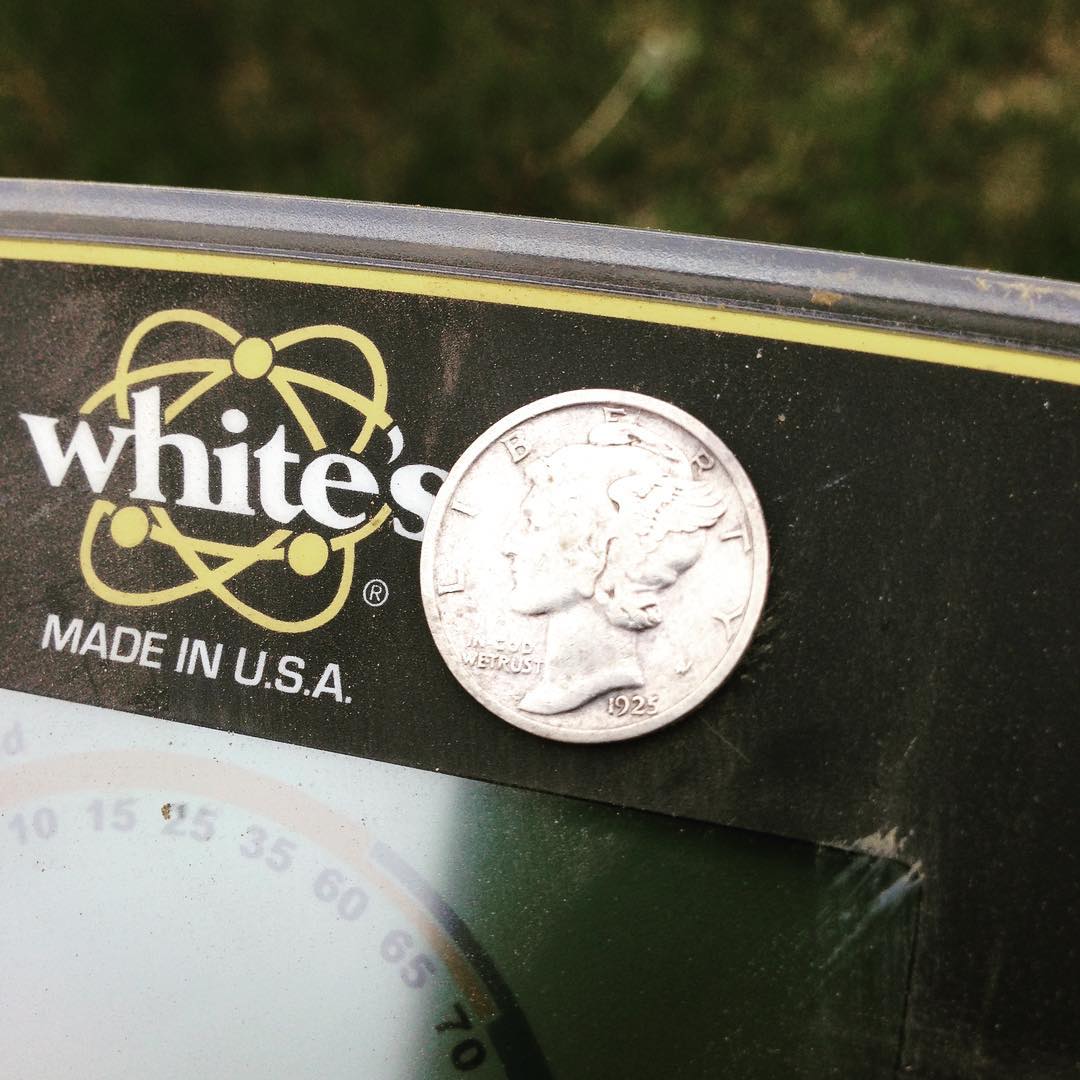 white's
®
MADE IN U.S.A.
LIBERTY
IN GOD
WE TRUST
1925
d
10 15 25 35 60 65 70